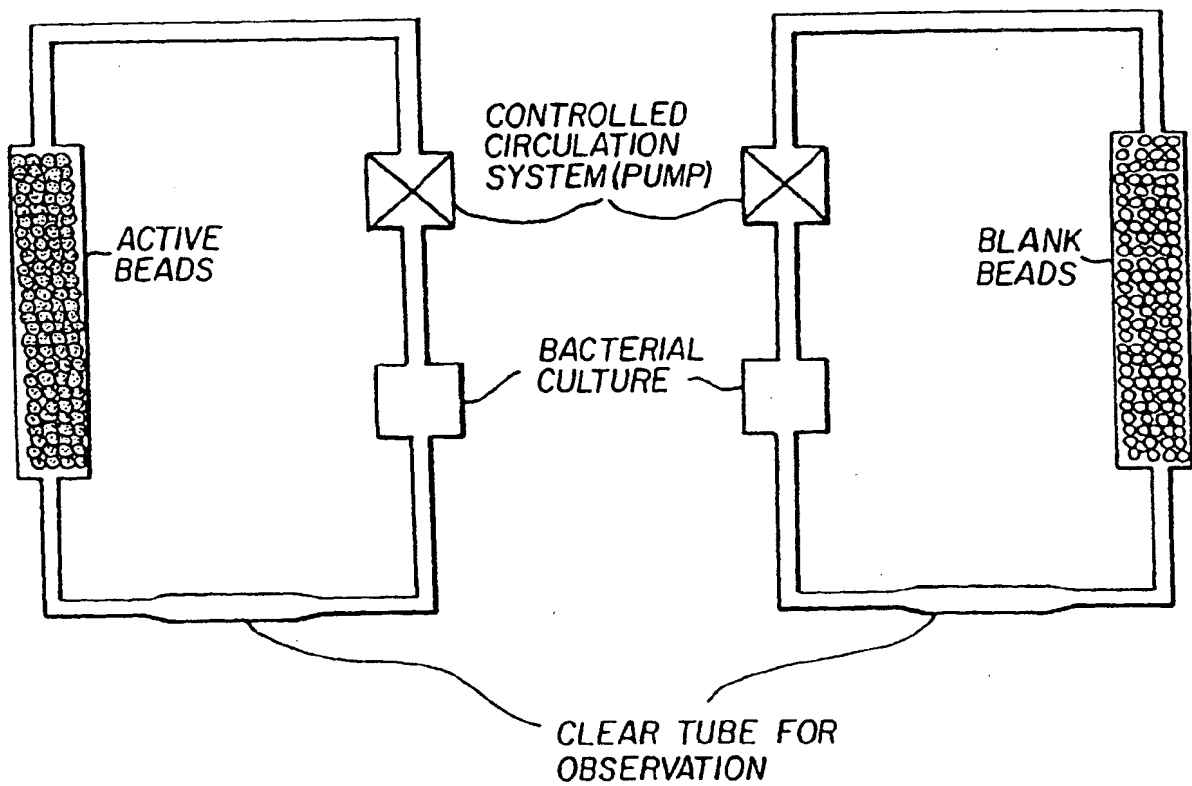 CONTROLLED
CIRCULATION
SYSTEM (PUMP)
ACTIVE
BEADS
BLANK
BEADS
BACTERIAL
CULTURE
CLEAR TUBE FOR
OBSERVATION